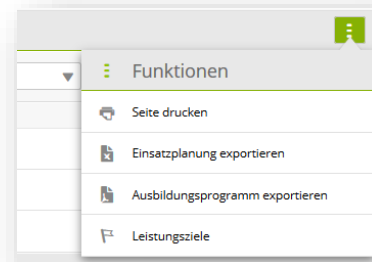 Funktionen
Seite drucken
Einsatzplanung exportieren
Ausbildungsprogramm exportieren
Leistungsziele